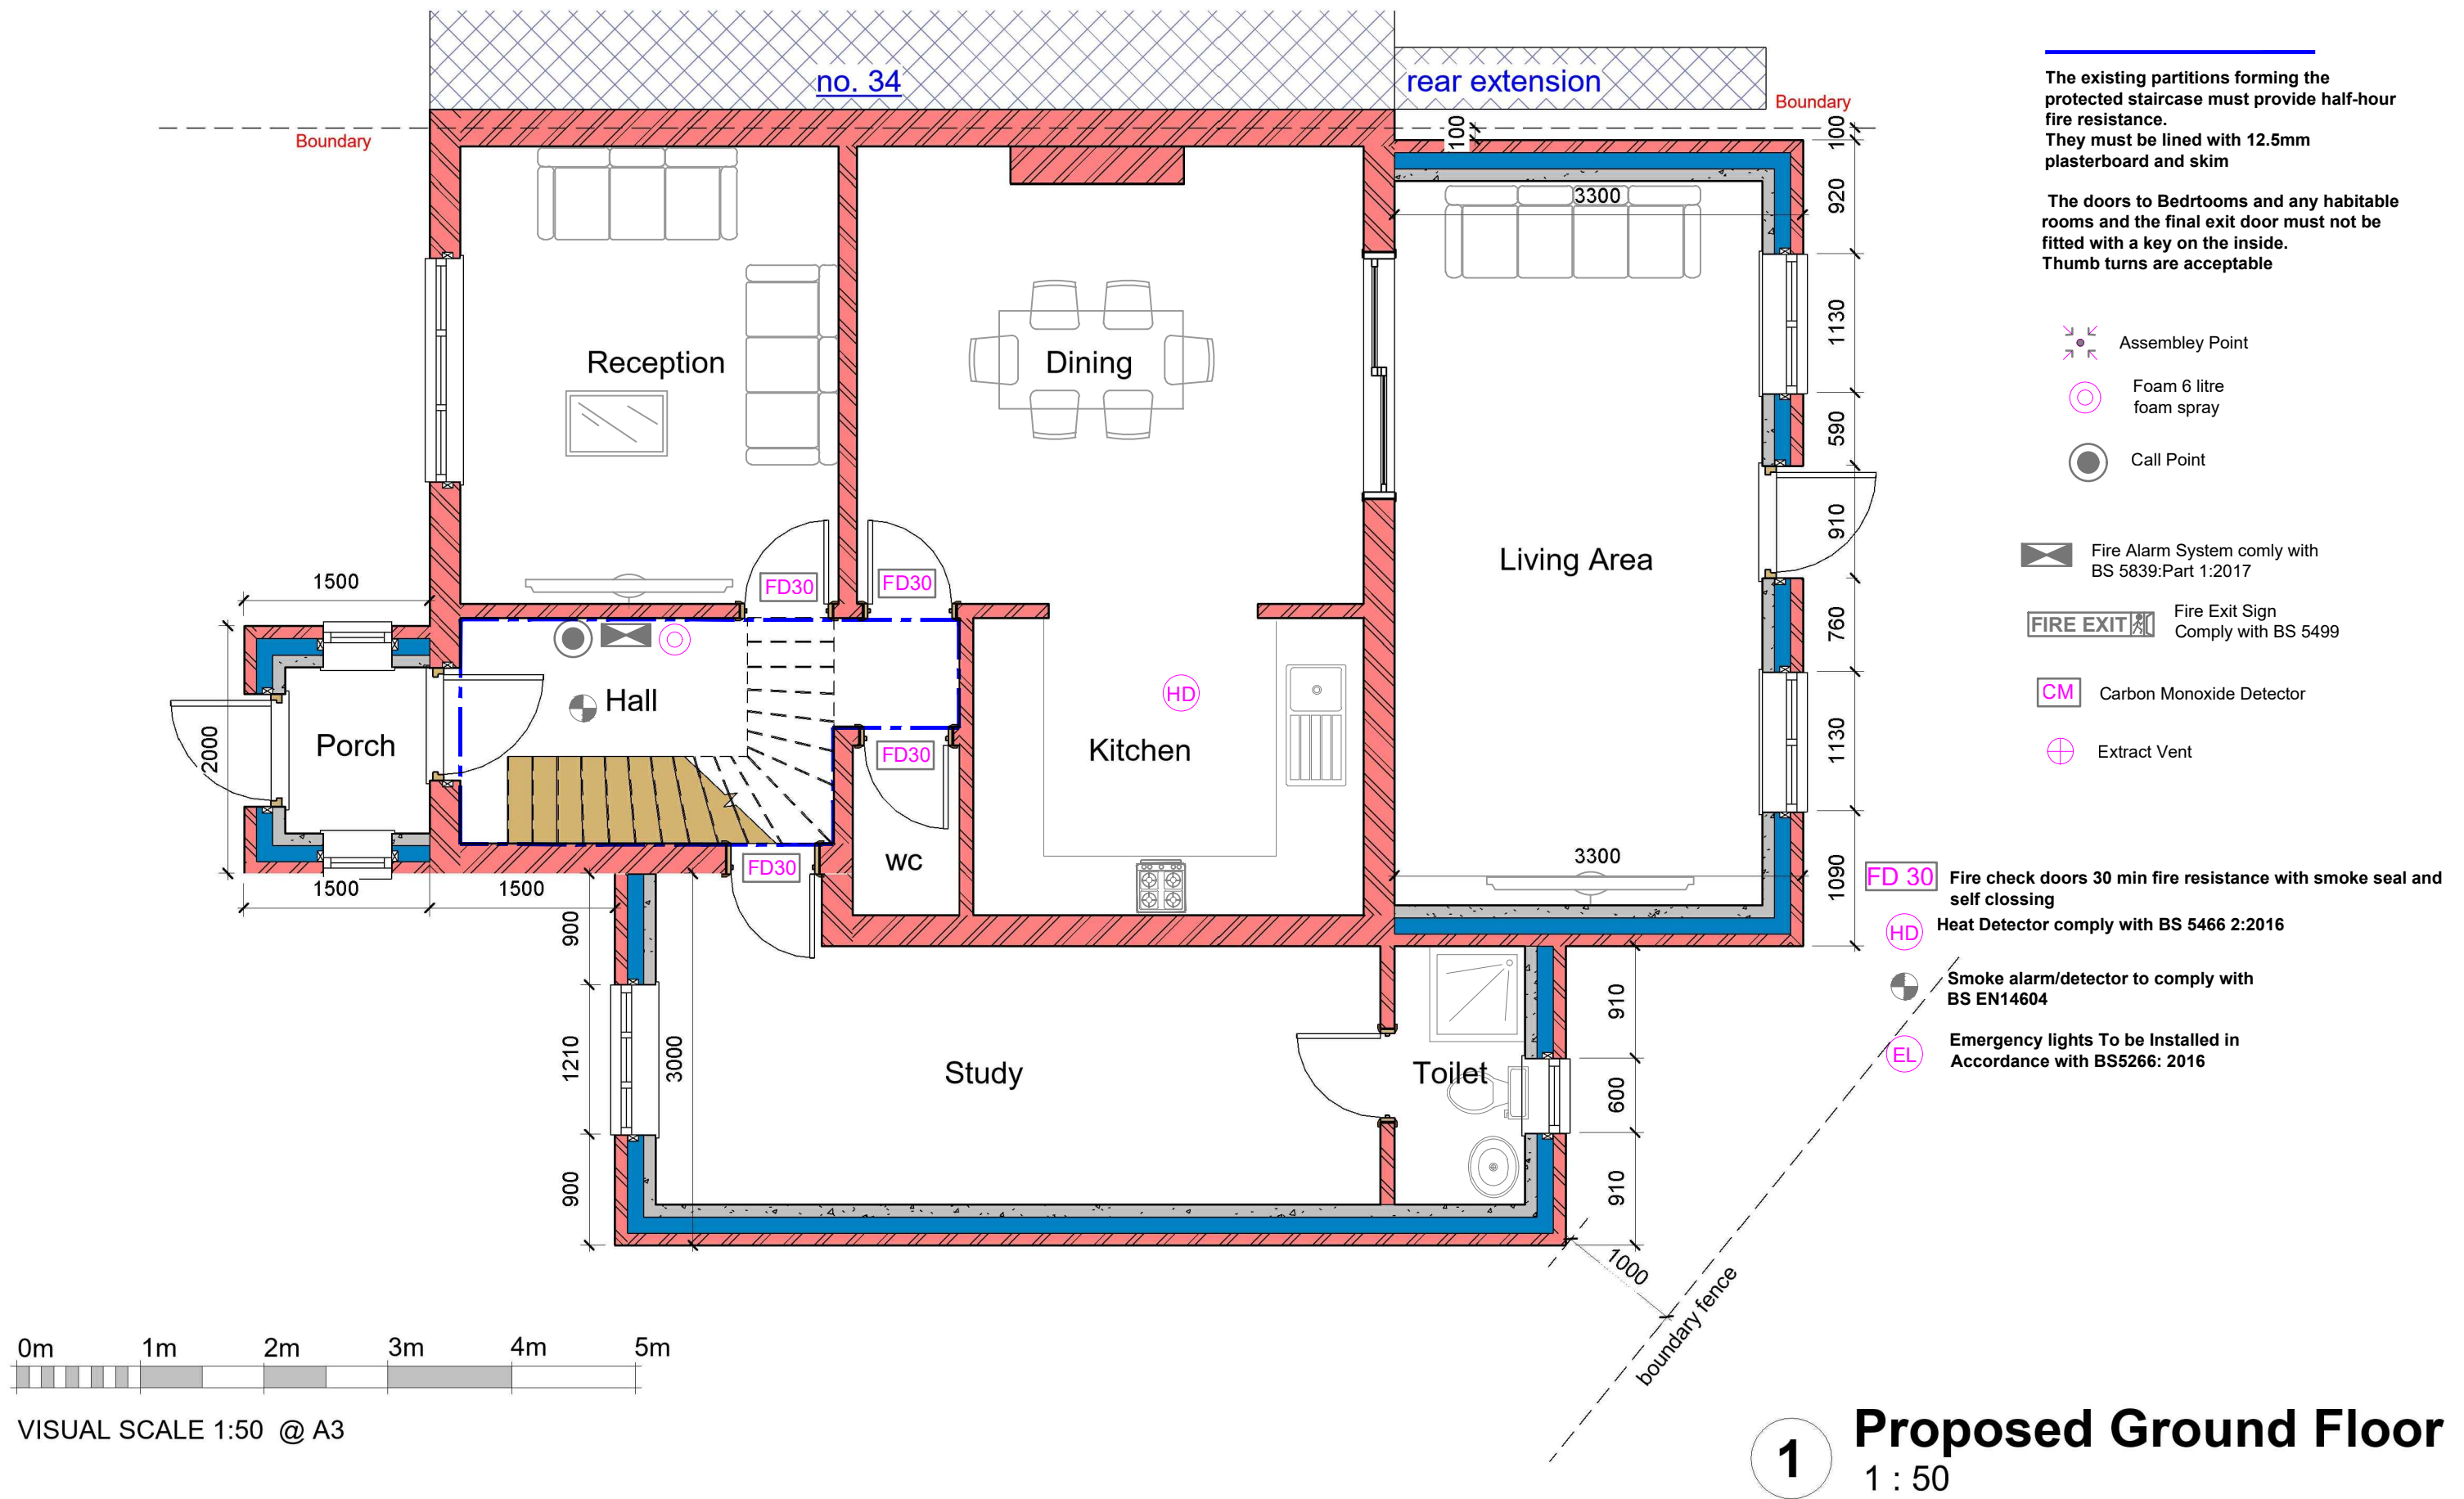 no. 34
rear extension
Boundary
Boundary
100
100
920
3300
1130
590
910
760
1130
1090
3300
Reception
Dining
Living Area
FD30
FD30
1500
Hall
HD
Porch
2000
Kitchen
FD30
wc
FD30
1500
1500
900
1210
900
3000
Study
Toilet
910
600
910
1000
boundary fence
The existing partitions forming the
protected staircase must provide half-hour
fire resistance.
They must be lined with 12.5mm
plasterboard and skim
The doors to Bedrtooms and any habitable
rooms and the final exit door must not be
fitted with a key on the inside.
Thumb turns are acceptable
Assembley Point
Foam 6 litre
foam spray
Call Point
Fire Alarm System comly with
BS 5839:Part 1:2017
FIRE EXIT
Fire Exit Sign
Comply with BS 5499
CM
Carbon Monoxide Detector
Extract Vent
FD 30
Fire check doors 30 min fire resistance with smoke seal and
self clossing
HD
Heat Detector comply with BS 5466 2:2016
Smoke alarm/detector to comply with
BS EN14604
EL
Emergency lights To be Installed in
Accordance with BS5266: 2016
0m 1m 2m 3m 4m 5m
VISUAL SCALE 1:50 @ A3
1
Proposed Ground Floor
1 : 50